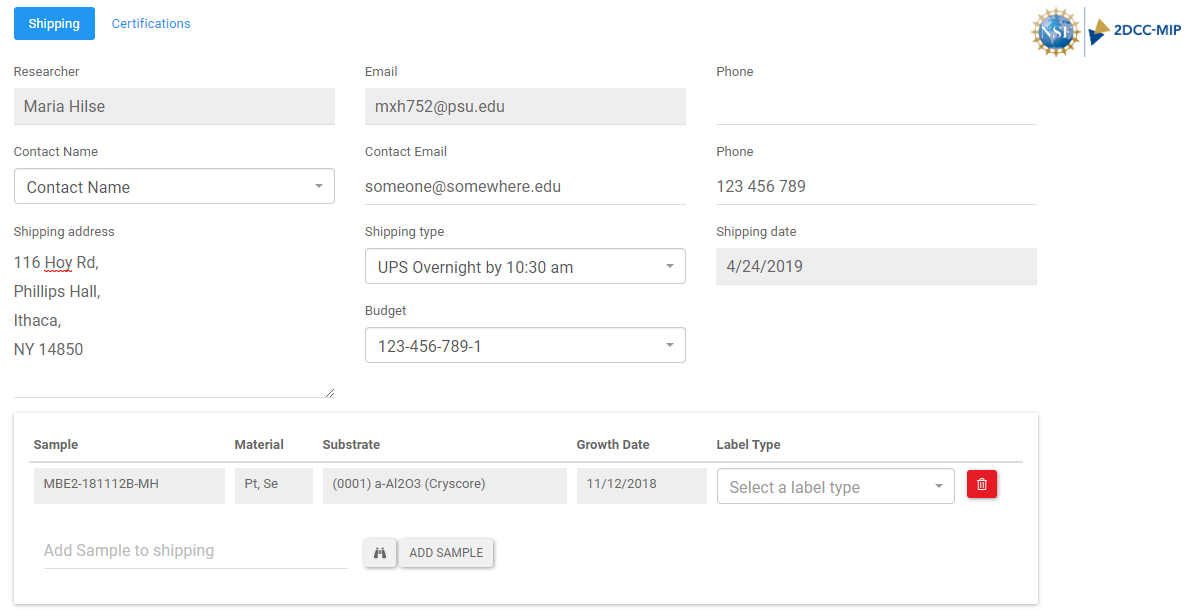 Shipping Certifications
NSF 2DCC-MIP
Researcher Email Phone
Maria Hilse mxh752@psu.edu
Contact Name Contact Email Phone
Contact Name someone@somewhere.edu 123 456 789
Shipping address Shipping type Shipping date
116 Hoy Rd, UPS Overnight by 10:30 am 4/24/2019
Phillips Hall,
Ithaca, Budget
NY 14850 123-456-789-1
Sample Material Substrate Growth Date Label Type
MBE2-181112B-MH Pt, Se (0001) a-Al2O3 (Cryscore) 11/12/2018 Select a label type
Add Sample to shipping ADD SAMPLE